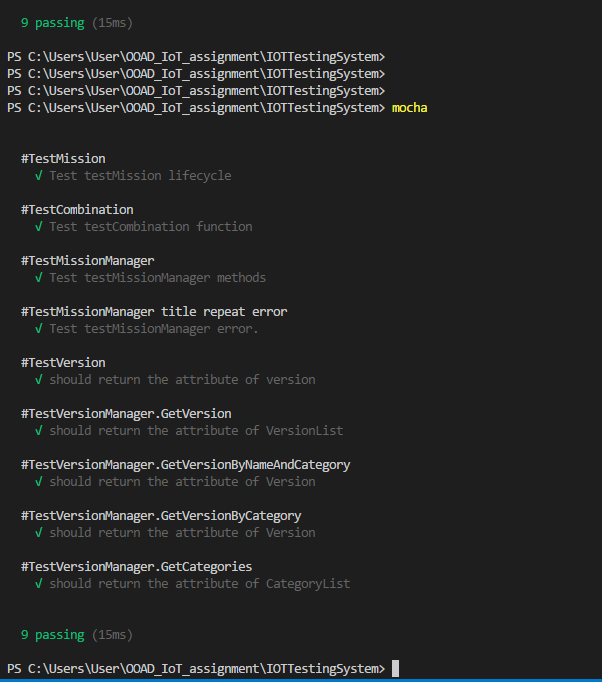 9 passing (15ms)
PS C:\Users\User\OOAD_IoT_assignment\IOTTestingSystem>
PS C:\Users\User\OOAD_IoT_assignment\IOTTestingSystem>
PS C:\Users\User\OOAD_IoT_assignment\IOTTestingSystem>
PS C:\Users\User\OOAD_IoT_assignment\IOTTestingSystem> mocha
#TestMission
√ Test testMission lifecycle
#TestCombination
√ Test testCombination function
#TestMissionManager
√ Test testMissionManager methods
#TestMissionManager title repeat error
√ Test testMissionManager error.
#TestVersion
√ should return the attribute of version
#TestVersionManager.GetVersion
√ should return the attribute of VersionList
#TestVersionManager.GetVersionByNameAndCategory
√ should return the attribute of Version
#TestVersionManager.GetVersionByCategory
√ should return the attribute of Version
#TestVersionManager.GetCategories
√ should return the attribute of CategoryList
9 passing (15ms)
PS C:\Users\User\OOAD_IoT_assignment\IOTTestingSystem>